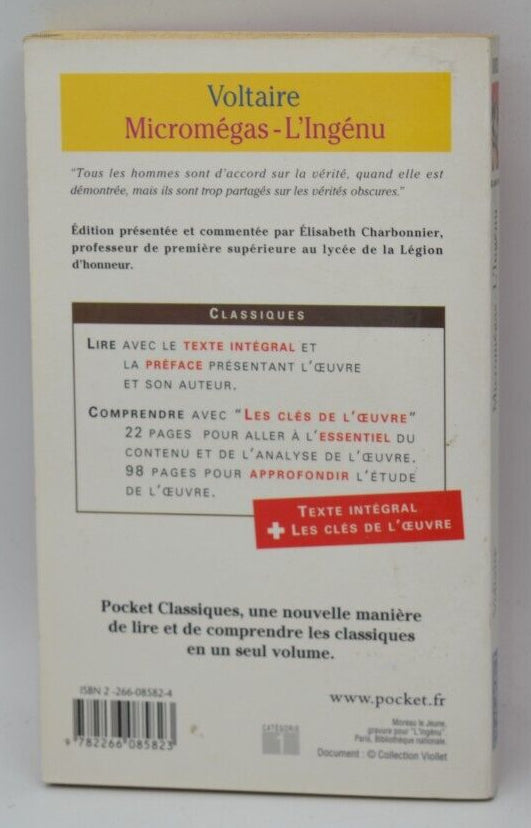 Voltaire
Micromégas - L'Ingénu
"Tous les hommes sont d'accord sur la vérité, quand elle est
démontrée, mais ils sont trop partagés sur les vérités obscures."
Édition présentée et commentée par Élisabeth Charbonnier,
professeur de première supérieure au lycée de la Légion
d'honneur.
CLASSIQUES
LIRE AVEC LE TEXTE INTÉGRAL ET
LA PRÉFACE PRÉSENTANT L'ŒUVRE
ET SON AUTEUR.
COMPRENDRE AVEC "LES CLÉS DE L'ŒUVRE"
22 PAGES POUR ALLER À L'ESSENTIEL DU
CONTENU ET DE L'ANALYSE DE L'ŒUVRE.
98 PAGES POUR APPROFONDIR L'ÉTUDE
DE L'ŒUVRE.
TEXTE INTÉGRAL
+ LES CLÉS DE L'ŒUVRE
Pocket Classiques, une nouvelle manière
de lire et de comprendre les classiques
en un seul volume.
ISBN 2-266-08582-4
9 782266 085823
CATÉGORIE
1
www.pocket.fr
Moreau le Jeune,
gravure pour "L'Ingénu".
Paris, Bibliothèque nationale.
Document : © Collection Viollet
Micromégas - L'Ingénu
Voltaire